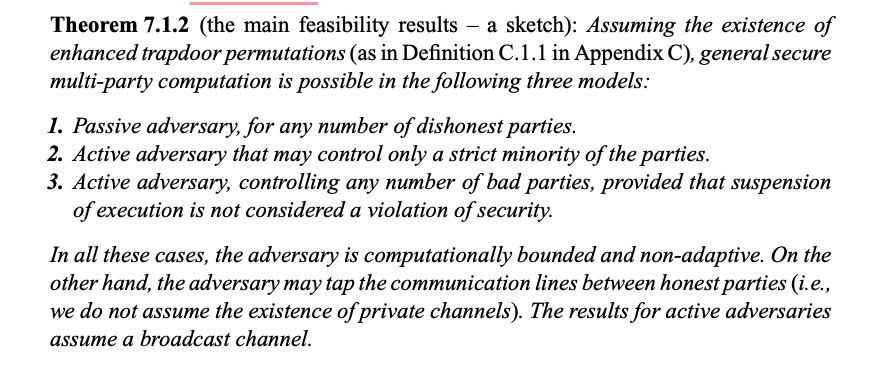 Theorem 7.1.2 (the main feasibility results – a sketch): Assuming the existence of
enhanced trapdoor permutations (as in Definition C.1.1 in Appendix C), general secure
multi-party computation is possible in the following three models:
1. Passive adversary, for any number of dishonest parties.
2. Active adversary that may control only a strict minority of the parties.
3. Active adversary, controlling any number of bad parties, provided that suspension
of execution is not considered a violation of security.
In all these cases, the adversary is computationally bounded and non-adaptive. On the
other hand, the adversary may tap the communication lines between honest parties (i.e.,
we do not assume the existence of private channels). The results for active adversaries
assume a broadcast channel.